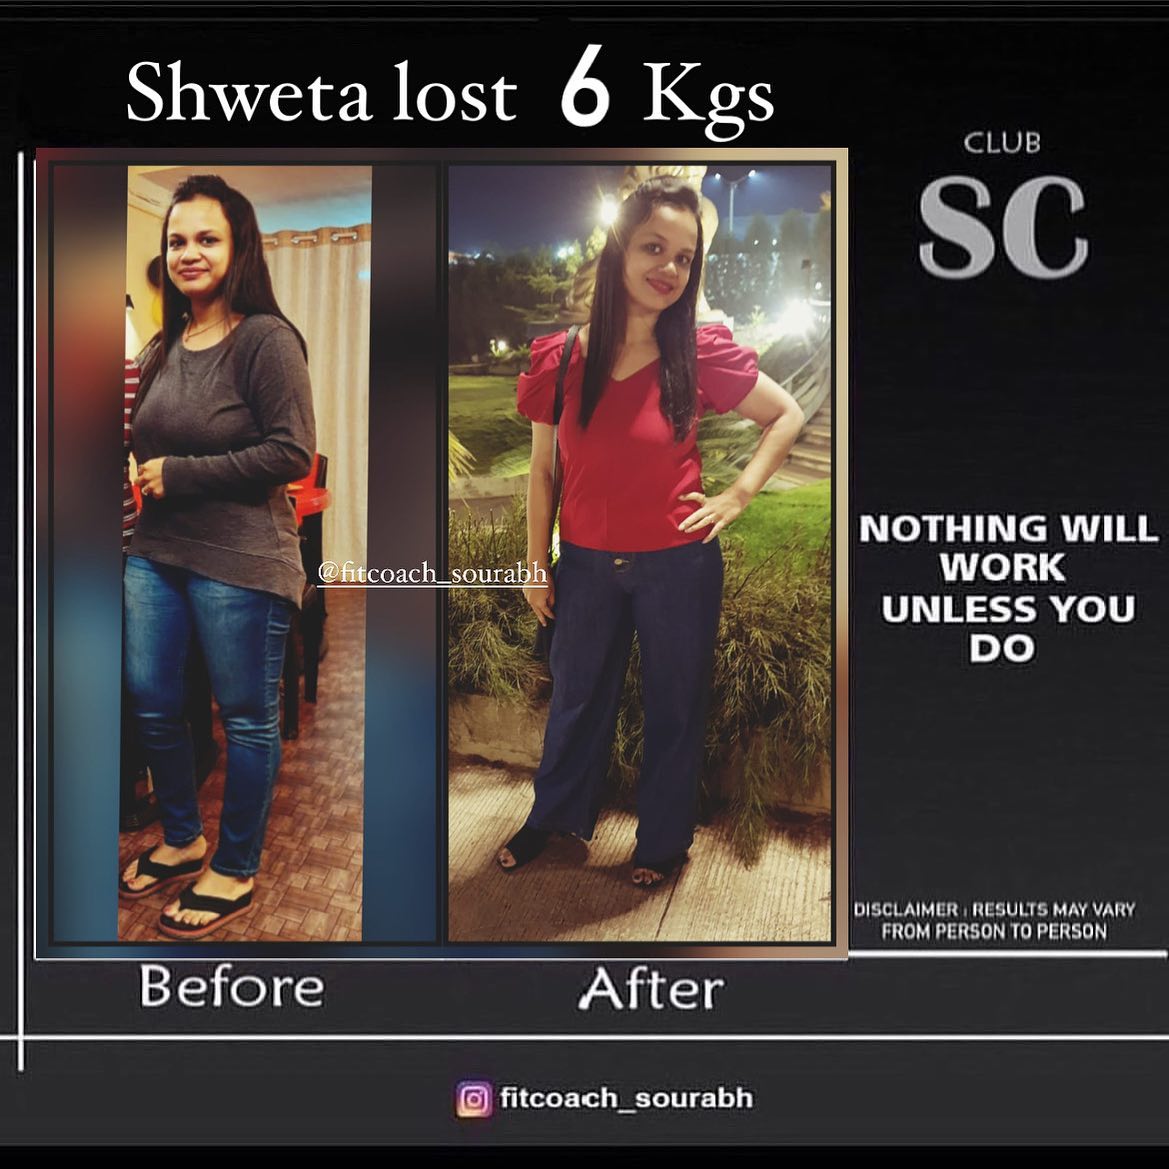 Shweta lost 6 Kgs
CLUB
SC
@fitcoach_sourabh
NOTHING WILL
WORK
UNLESS YOU
DO
DISCLAIMER : RESULTS MAY VARY
FROM PERSON TO PERSON
Before
After
fitcoach_sourabh